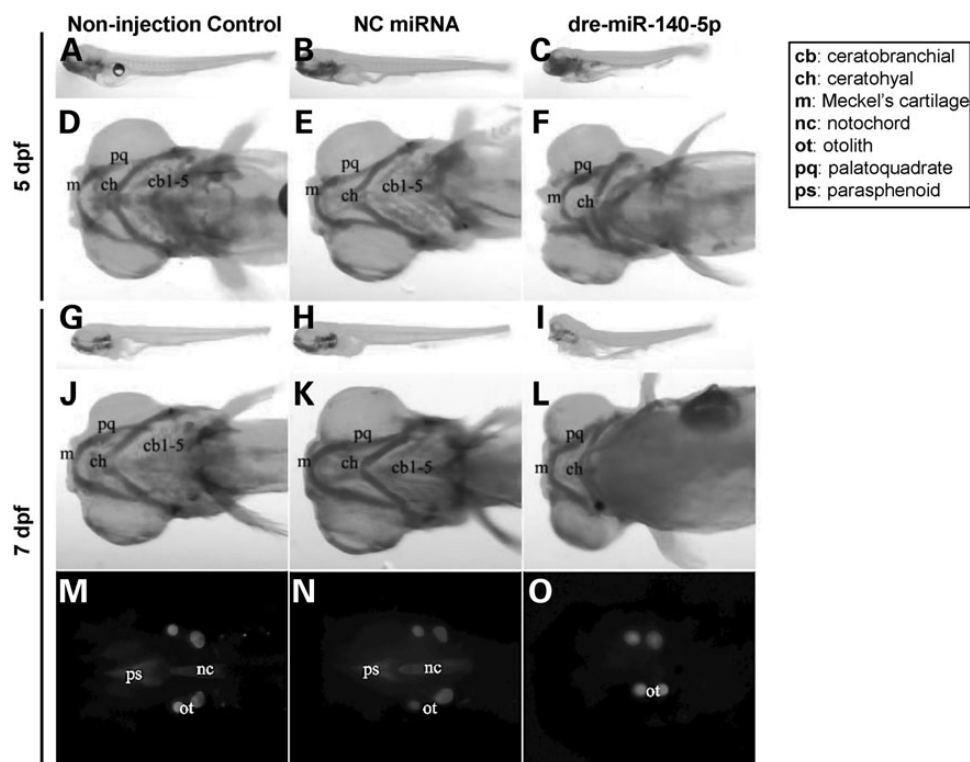 Non-injection Control NC miRNA dre-miR-140-5p
A B C
cb: ceratobranchial
ch: ceratohyal
m: Meckel's cartilage
nc: notochord
ot: otolith
pq: palatoquadrate
ps: parasphenoid
5 dpf
D E F
pq pq pq
m ch cb1-5 m ch cb1-5 m ch
7 dpf
G H I
J K L
pq pq pq
m ch cb1-5 m ch cb1-5 m ch
M N O
ps nc ps nc
ot ot ot